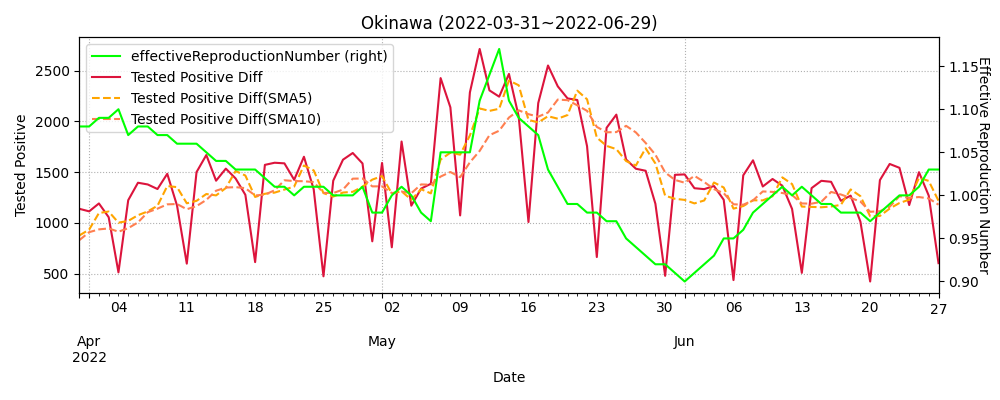 Okinawa (2022-03-31~2022-06-29)
effectiveReproductionNumber (right)
Tested Positive Diff
Tested Positive Diff(SMA5)
Tested Positive Diff(SMA10)
Tested Positive
2500
2000
1500
1000
500
Effective Reproduction Number
1.15
1.10
1.05
1.00
0.95
0.90
04 11 18 25 02 09 16 23 30 06 13 20 27
Apr May Jun
2022
Date